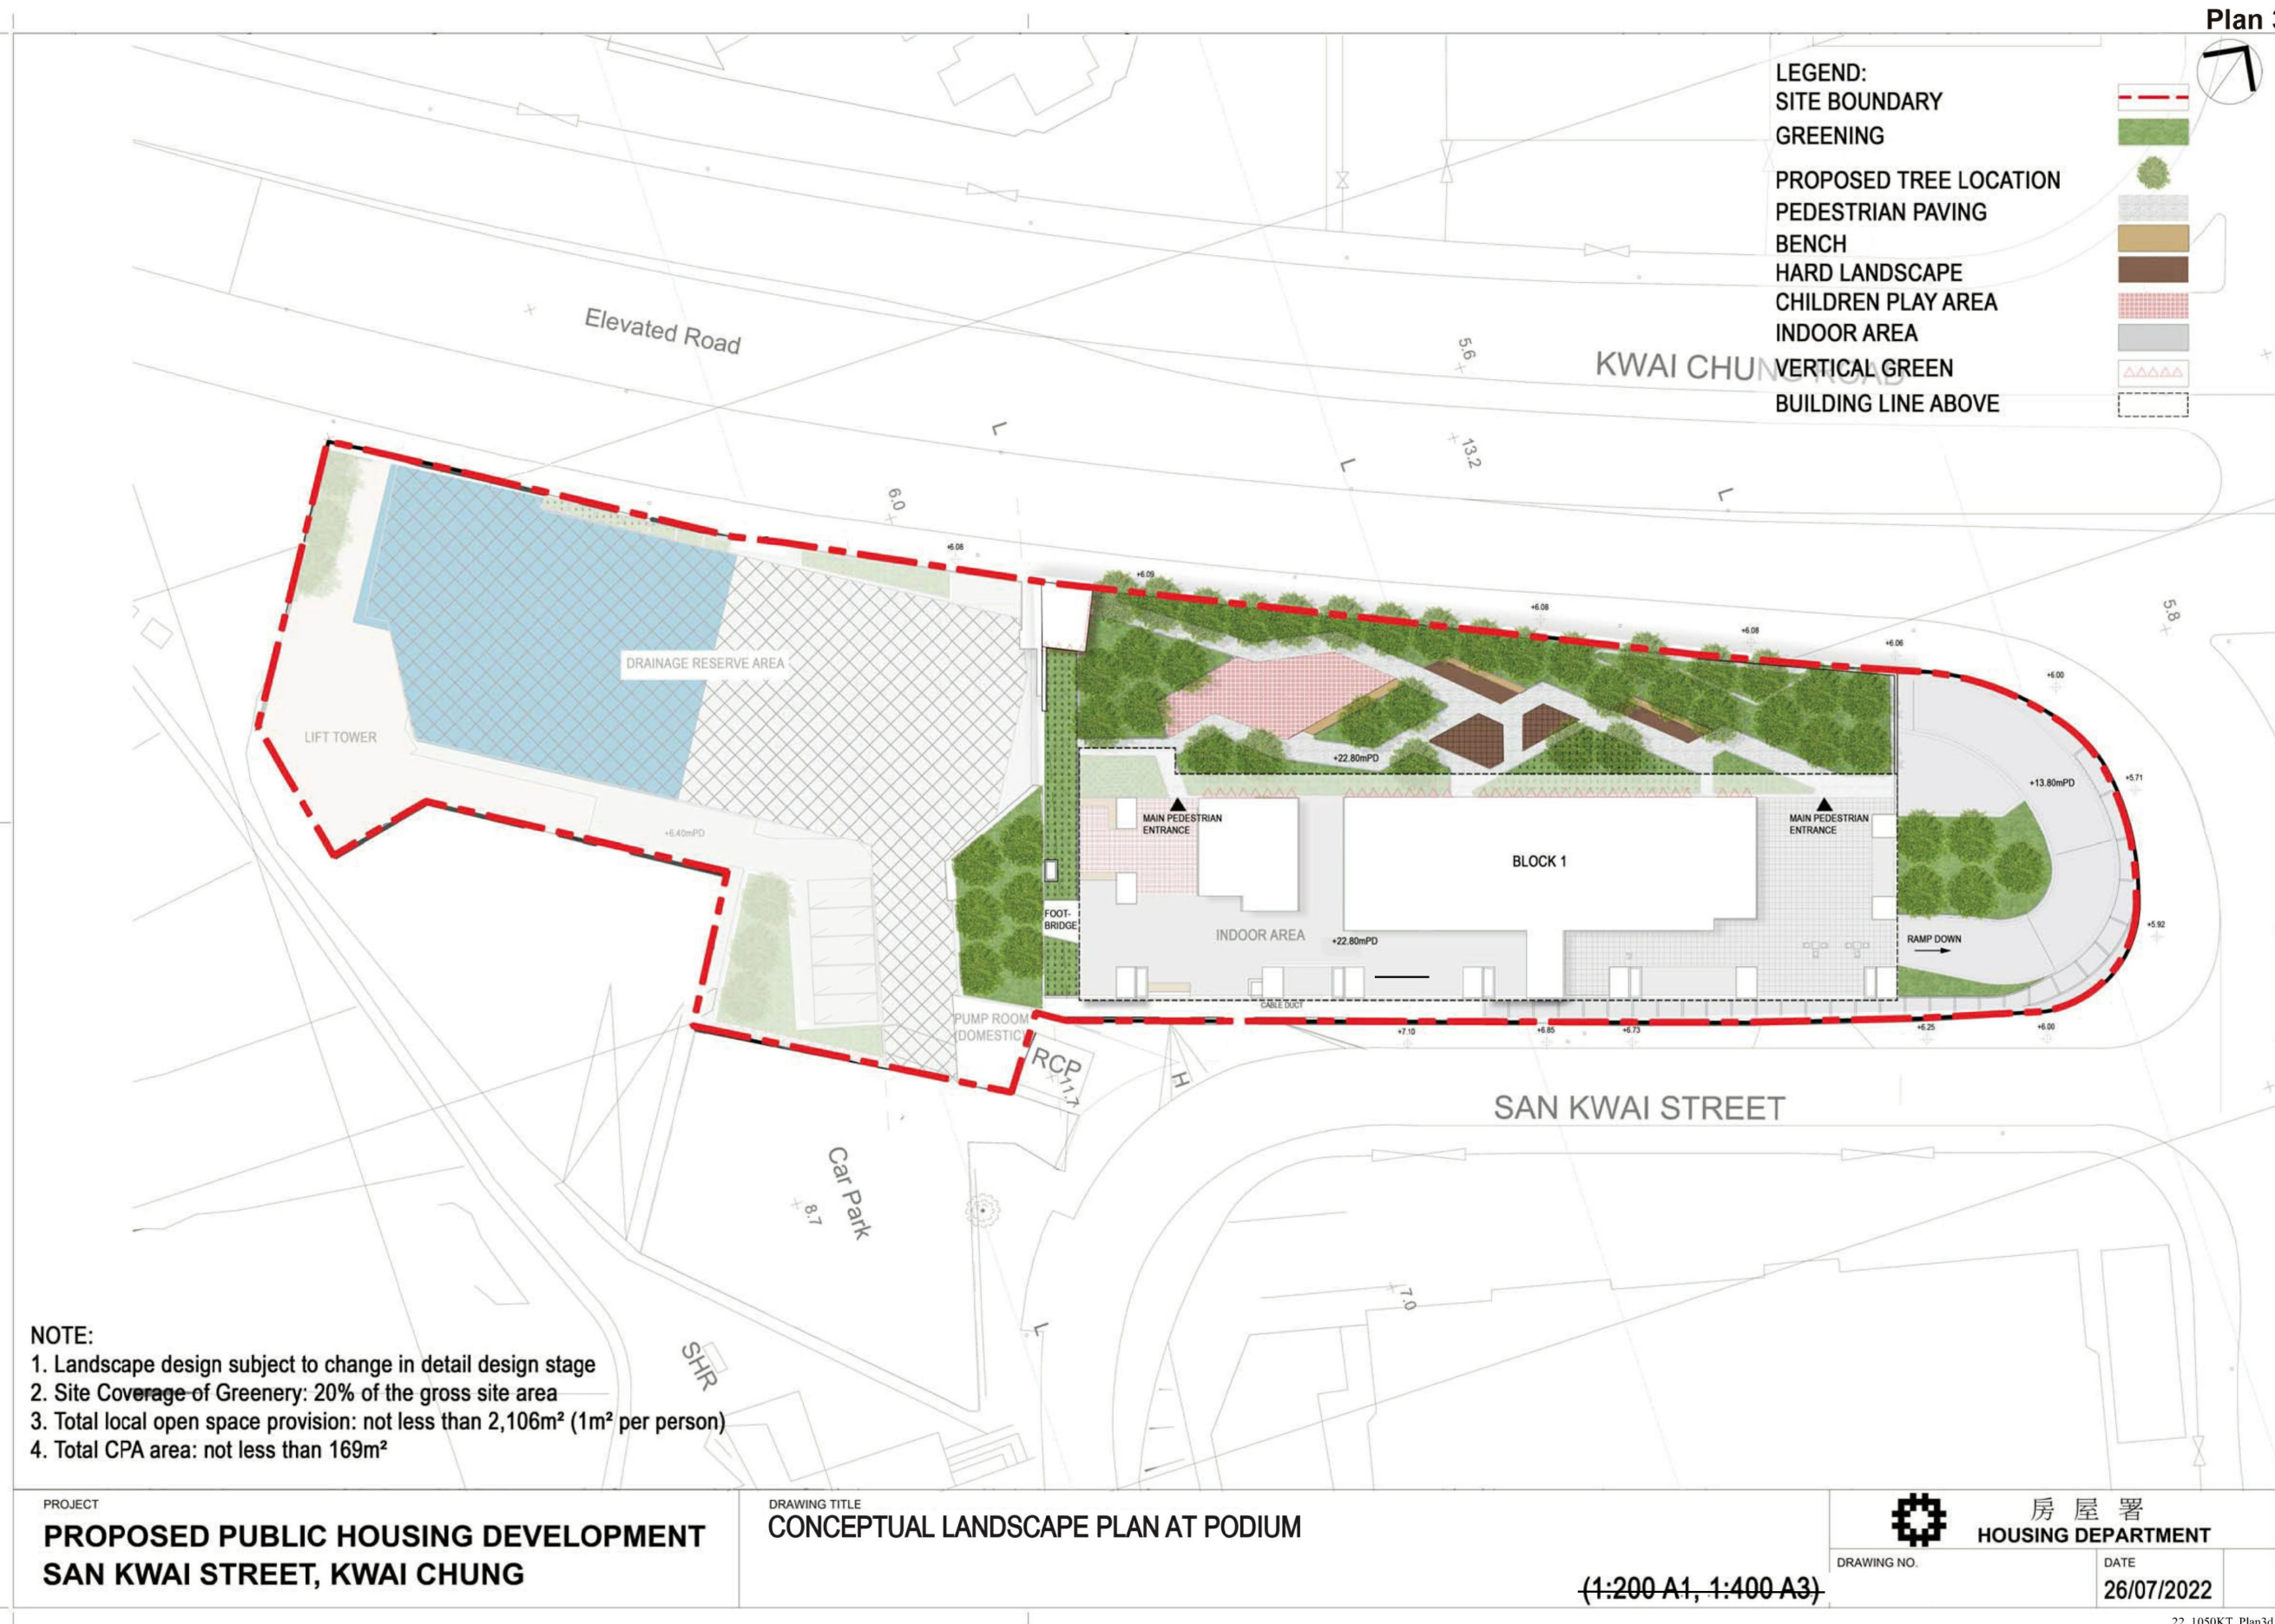 Plan 3
LEGEND:
SITE BOUNDARY
GREENING
PROPOSED TREE LOCATION
PEDESTRIAN PAVING
BENCH
HARD LANDSCAPE
CHILDREN PLAY AREA
INDOOR AREA
VERTICAL GREEN
BUILDING LINE ABOVE
Elevated Road
KWAI CHUNG ROAD
5.6
13.2
L
L
L
6.0
5.8
+6.08
+6.09
+6.08
+6.08
+6.06
+6.00
DRAINAGE RESERVE AREA
LIFT TOWER
+22.80mPD
+13.80mPD
+5.71
MAIN PEDESTRIAN
ENTRANCE
MAIN PEDESTRIAN
ENTRANCE
+6.40mPD
BLOCK 1
FOOT-
BRIDGE
INDOOR AREA
+22.80mPD
RAMP DOWN
+5.92
CABLE DUCT
PUMP ROOM
(DOMESTIC)
+7.10
+6.85
+6.73
+6.25
+6.00
RCP
11.7
H
SAN KWAI STREET
Car Park
8.7
7.0
L
SHR
NOTE:
1. Landscape design subject to change in detail design stage
2. Site Coverage of Greenery: 20% of the gross site area
3. Total local open space provision: not less than 2,106m² (1m² per person)
4. Total CPA area: not less than 169m²
PROJECT
PROPOSED PUBLIC HOUSING DEVELOPMENT
SAN KWAI STREET, KWAI CHUNG
DRAWING TITLE
CONCEPTUAL LANDSCAPE PLAN AT PODIUM
(1:200 A1, 1:400 A3)
房屋署
HOUSING DEPARTMENT
DRAWING NO.
DATE
26/07/2022
22_1050KT_Plan3d